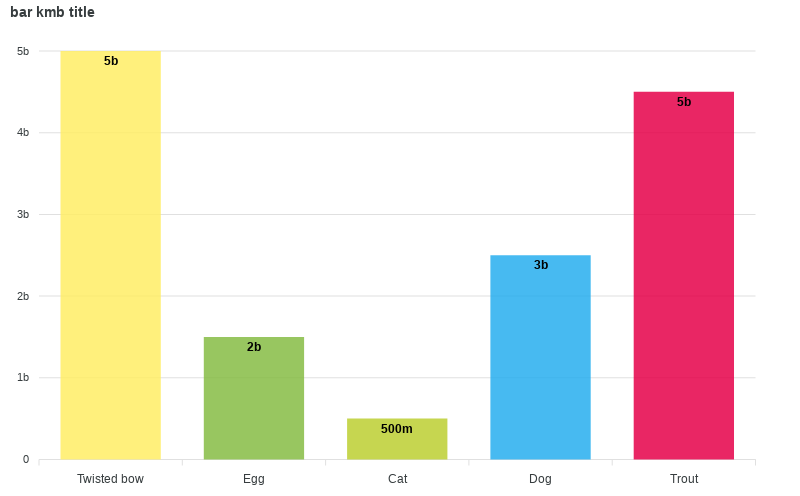 bar kmb title
5b
4b
3b
2b
1b
0
5b
2b
500m
3b
5b
Twisted bow Egg Cat Dog Trout